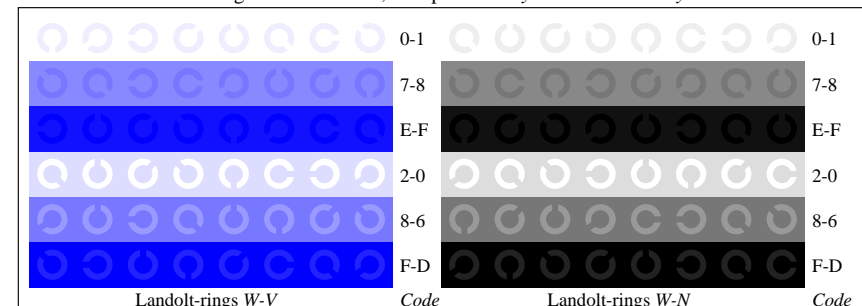 0-1 0-1
7-8 7-8
E-F E-F
2-0 2-0
8-6 8-6
F-D F-D
Landolt-rings W-V Code Landolt-rings W-N Code